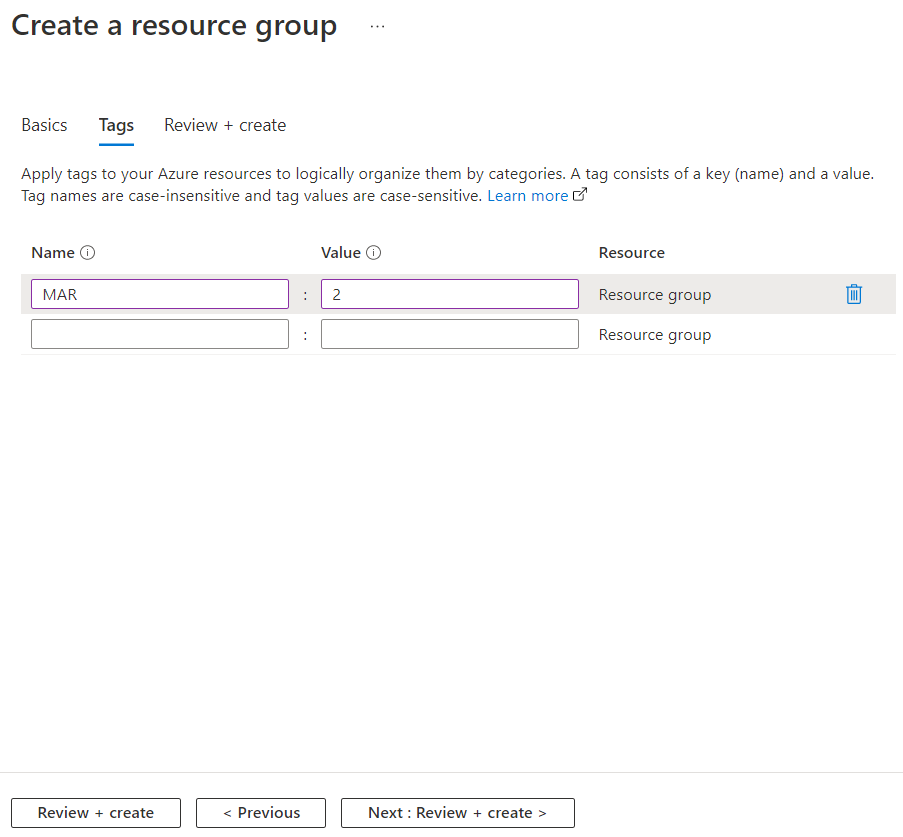 Create a resource group ...
Basics Tags Review + create
Apply tags to your Azure resources to logically organize them by categories. A tag consists of a key (name) and a value.
Tag names are case-insensitive and tag values are case-sensitive. Learn more
Name Value Resource
MAR : 2 Resource group
: Resource group
Review + create < Previous Next : Review + create >